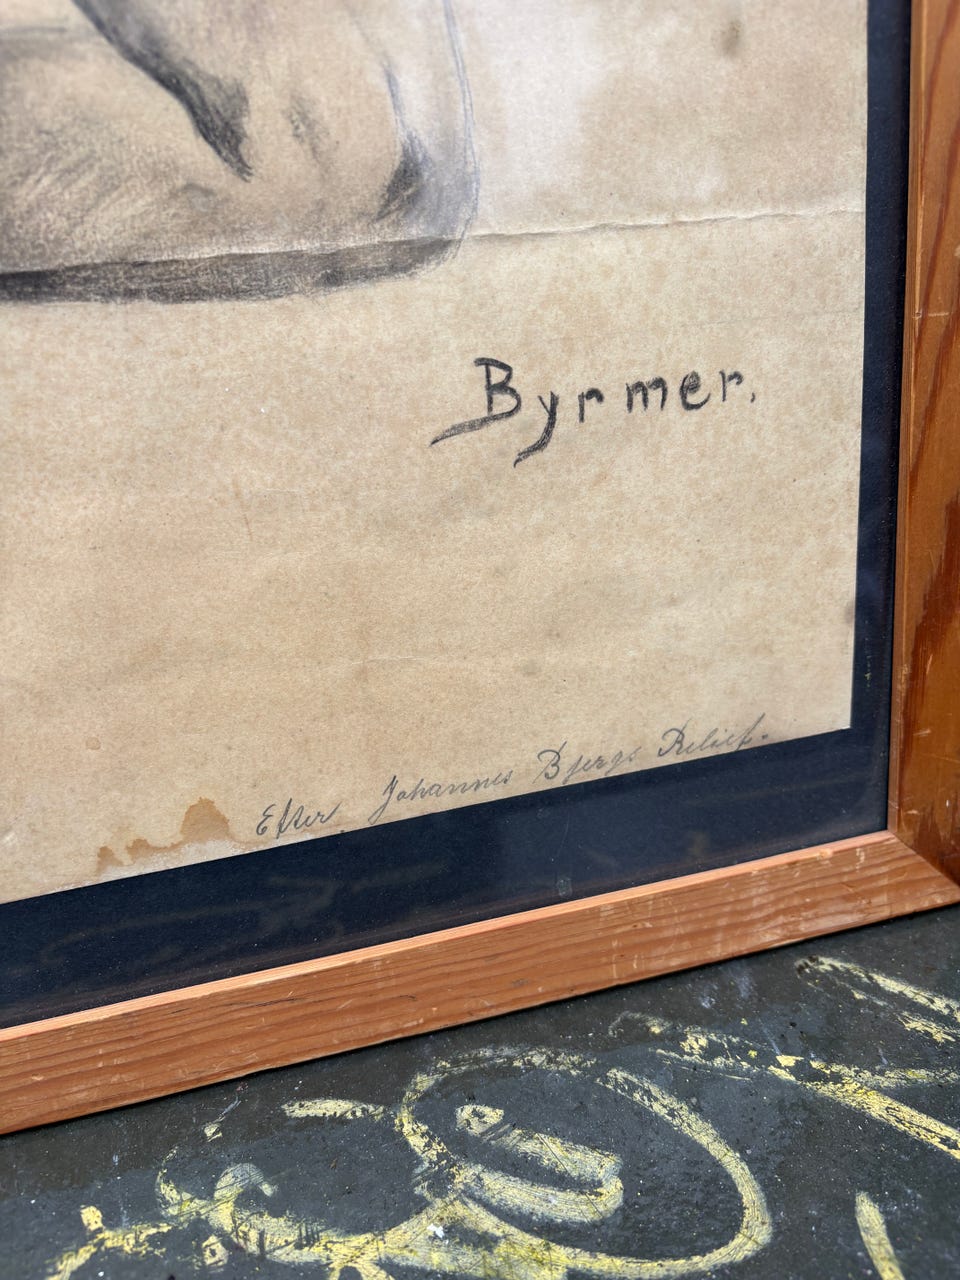 Byrmer.
Efter Johannes Bjergs Relief.